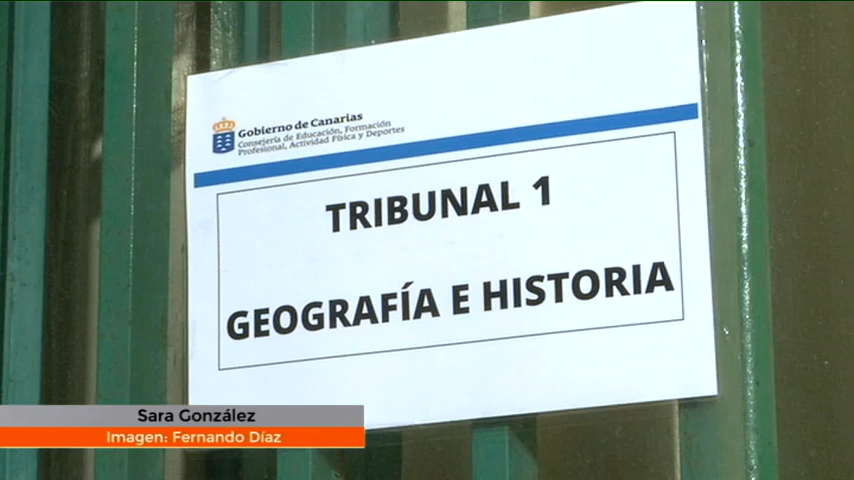 Gobierno de Canarias
Consejería de Educación, Formación
Profesional, Actividad Física y Deportes
TRIBUNAL 1
GEOGRAFÍA E HISTORIA
Sara González
Imagen: Fernando Díaz